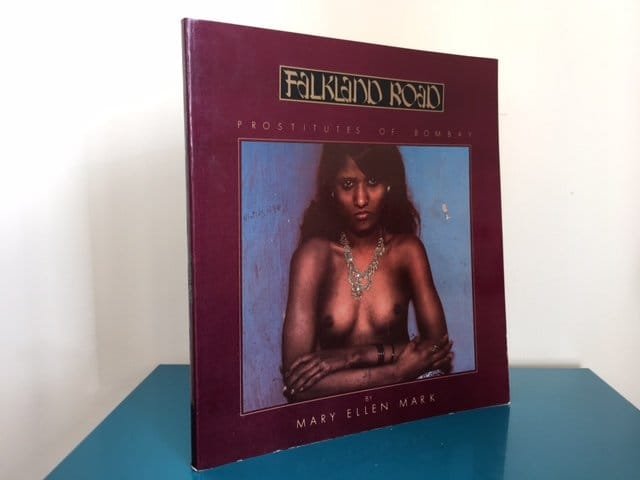 FALKLAND ROAD
PROSTITUTES OF BOMBAY
BY
MARY ELLEN MARK